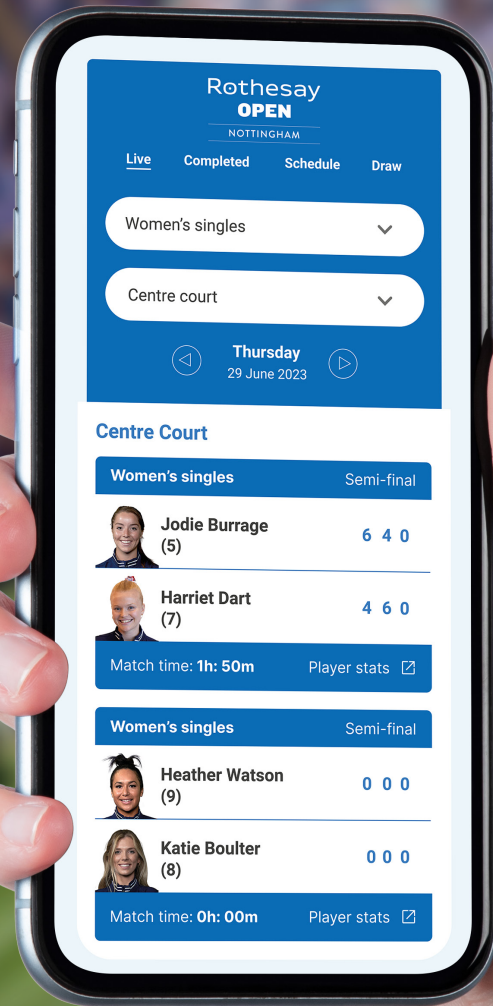 Rothesay
OPEN
NOTTINGHAM
Live Completed Schedule Draw
Women's singles
Centre court
Thursday
29 June 2023
Centre Court
Women's singles Semi-final
Jodie Burrage
(5)
6 4 0
Harriet Dart
(7)
4 6 0
Match time: 1h: 50m Player stats
Women's singles Semi-final
Heather Watson
(9)
0 0 0
Katie Boulter
(8)
0 0 0
Match time: 0h: 00m Player stats